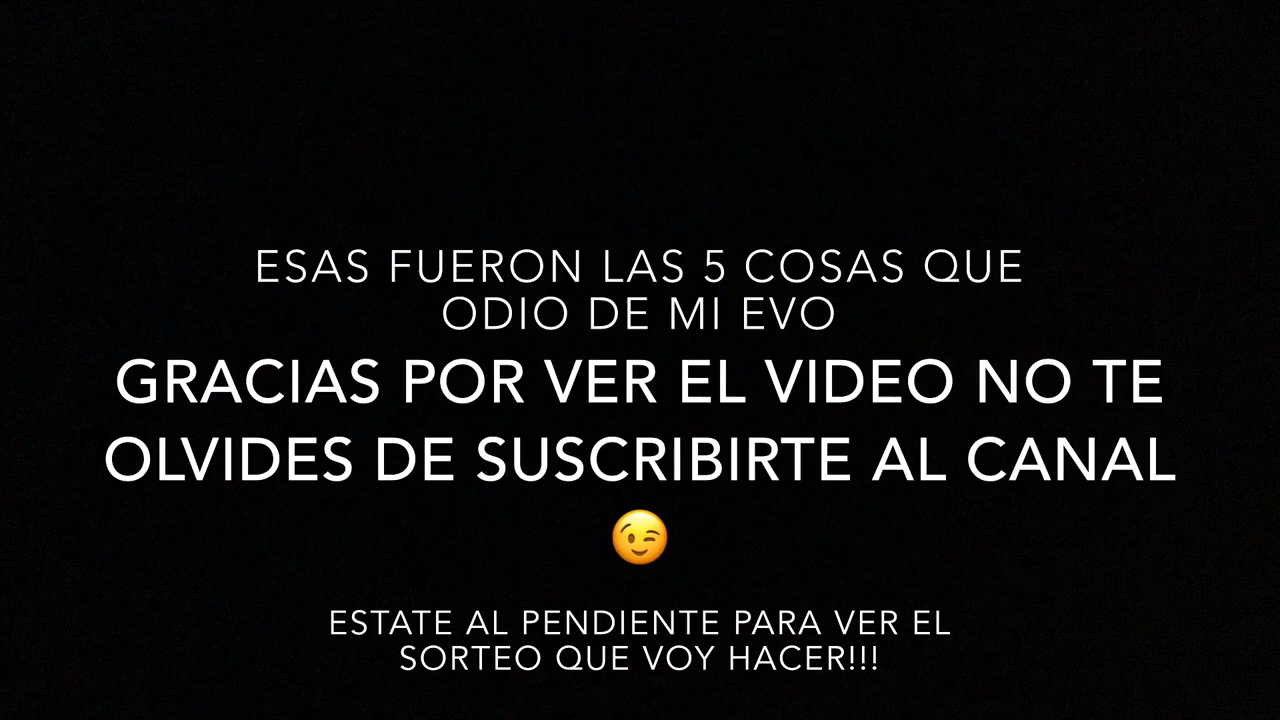 ESAS FUERON LAS 5 COSAS QUE
ODIO DE MI EVO
GRACIAS POR VER EL VIDEO NO TE
OLVIDES DE SUSCRIBIRTE AL CANAL
😉
ESTATE AL PENDIENTE PARA VER EL
SORTEO QUE VOY HACER!!!